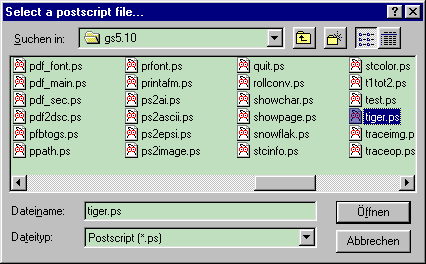 Select a postscript file...
Suchen in: gs5.10
pdf_font.ps prfont.ps quit.ps stcolor.ps
pdf_main.ps printafm.ps rollconv.ps t1tot2.ps
pdf_sec.ps ps2ai.ps showchar.ps test.ps
pdf2dsc.ps ps2ascii.ps showpage.ps tiger.ps
pfbtogs.ps ps2epsi.ps snowflak.ps traceimg.p
ppath.ps ps2image.ps stcinfo.ps traceop.ps
Dateiname: tiger.ps Öffnen
Dateityp: Postscript (*.ps) Abbrechen